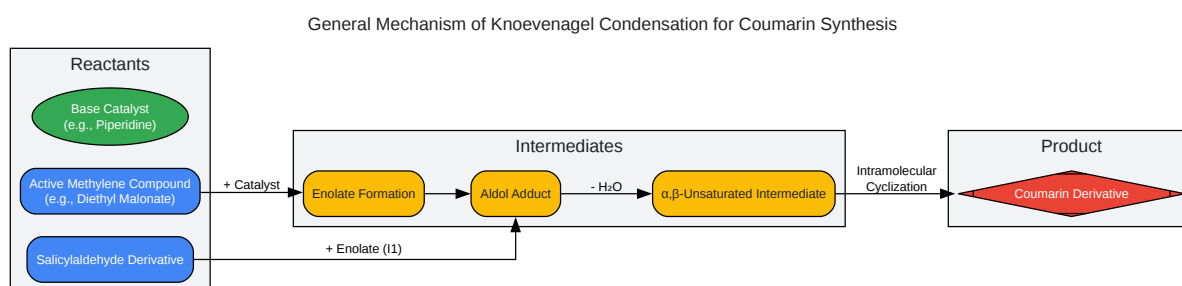 General Mechanism of Knoevenagel Condensation for Coumarin Synthesis
Reactants
Base Catalyst
(e.g., Piperidine)
Active Methylene Compound
(e.g., Diethyl Malonate)
Salicylaldehyde Derivative
+ Catalyst
+ Enolate (I1)
Intermediates
Enolate Formation
Aldol Adduct
- H₂O
α,β-Unsaturated Intermediate
Intramolecular
Cyclization
Product
Coumarin Derivative